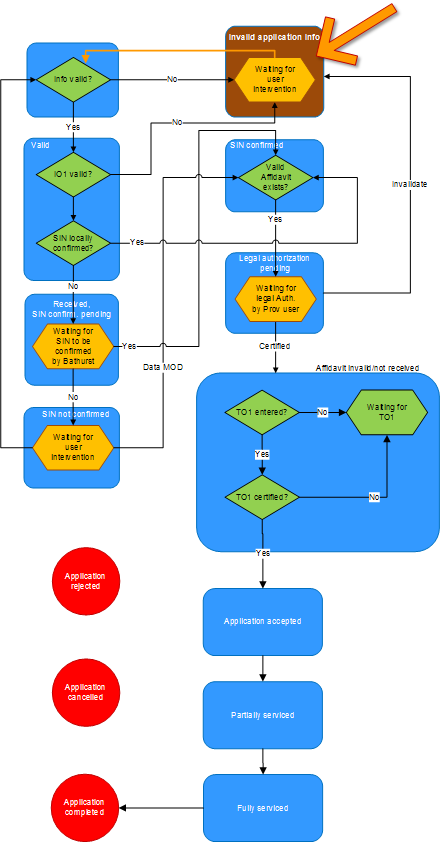 Invalid application info
Info valid?
No
Waiting for
user
Intervention
Yes
No
Valid
IO1 valid?
SIN confirmed
Valid
Affidavit
exists?
Invalidate
SIN locally
confirmed?
Yes
Yes
No
Legal authorization
pending
Waiting for
legal Auth.
by Prov user
Received,
SIN confirm. pending
Waiting for
SIN to be
confirmed
by Bathurst
Yes
Certified
Data MOD
Affidavit Invalid/not received
No
SIN not confirmed
Waiting for
user
Intervention
TO1 entered?
No
Waiting for
TO1
Yes
TO1 certified?
No
Yes
Application
rejected
Application accepted
Application
cancelled
Partially serviced
Application
completed
Fully serviced